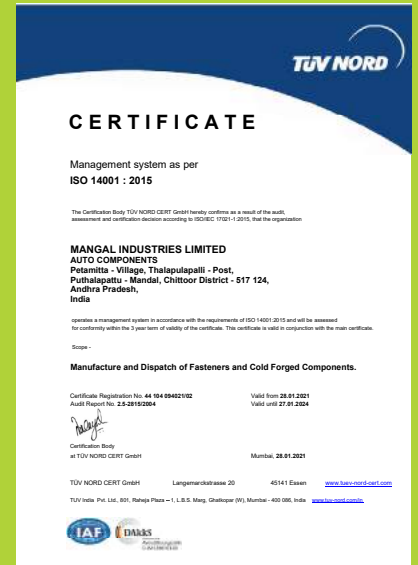 TÜV NORD
CERTIFICATE
Management system as per
ISO 14001 : 2015
The Certification Body TÜV NORD CERT GmbH hereby confirms as a result of the audit,
assessment and certification decision according to ISO/IEC 17021-1:2015, that the organization
MANGAL INDUSTRIES LIMITED
AUTO COMPONENTS
Petamitta - Village, Thalapulapalli - Post,
Puthalapattu - Mandal, Chittoor District - 517 124,
Andhra Pradesh,
India
operates a management system in accordance with the requirements of ISO 14001:2015 and will be assessed
for conformity within the 3 year term of validity of the certificate. This certificate is valid in conjunction with the main certificate.
Scope -
Manufacture and Dispatch of Fasteners and Cold Forged Components.
Certificate Registration No. 44 104 094021/02 Valid from 28.01.2021
Audit Report No. 2.5-2815/2004 Valid until 27.01.2024
Certification Body
at TÜV NORD CERT GmbH Mumbai, 28.01.2021
TÜV NORD CERT GmbH Langemarckstrasse 20 45141 Essen www.tuev-nord-cert.com
TUV India Pvt. Ltd., 801, Raheja Plaza – 1, L.B.S. Marg, Ghatkopar (W), Mumbai - 400 086, India www.tuv-nord.com/in
IAF DAkkS